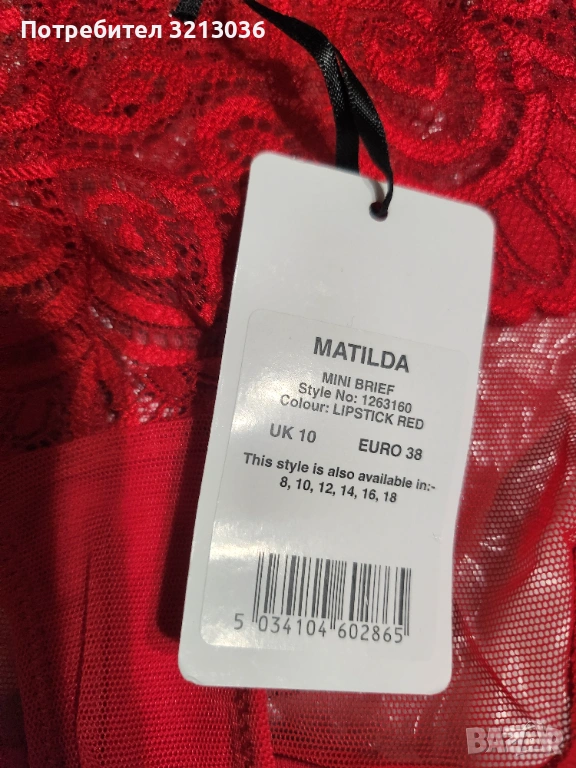 Потребител 3213036
MATILDA
MINI BRIEF
Style No: 1263160
Colour: LIPSTICK RED
UK 10 EURO 38
This style is also available in:-
8, 10, 12, 14, 16, 18
5 034104 602865
BAZAR